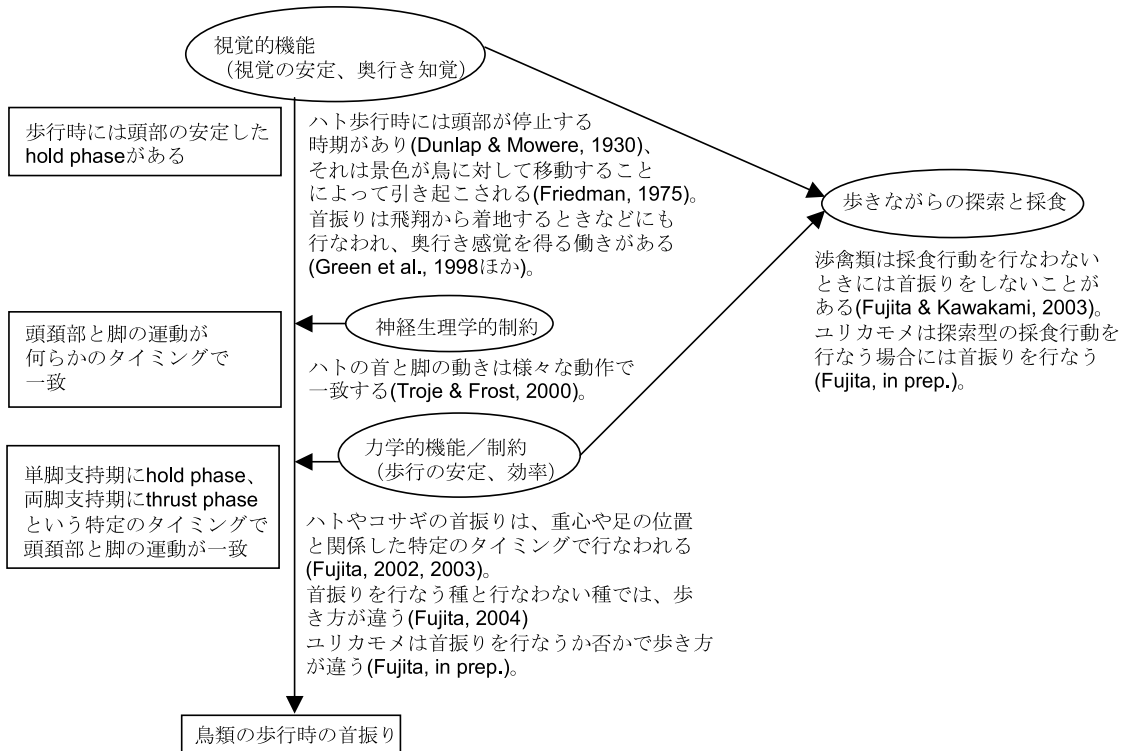 視覚的機能
（視覚の安定、奥行き知覚）
歩行時には頭部の安定した
hold phaseがある
ハト歩行時には頭部が停止する
時期があり(Dunlap & Mowere, 1930)、
それは景色が鳥に対して移動すること
によって引き起こされる(Friedman, 1975)。
首振りは飛翔から着地するときなどにも
行なわれ、奥行き感覚を得る働きがある
(Green et al., 1998ほか)。
歩きながらの探索と採食
渉禽類は採食行動を行なわない
ときには首振りをしないことが
ある(Fujita & Kawakami, 2003)。
ユリカモメは探索型の採食行動を
行なう場合には首振りを行なう
(Fujita, in prep.)。
頭頚部と脚の運動が
何らかのタイミングで
一致
神経生理学的制約
ハトの首と脚の動きは様々な動作で
一致する(Troje & Frost, 2000)。
単脚支持期にhold phase、
両脚支持期にthrust phase
という特定のタイミングで
頭頚部と脚の運動が一致
力学的機能／制約
（歩行の安定、効率）
ハトやコサギの首振りは、重心や足の位置
と関係した特定のタイミングで行なわれる
(Fujita, 2002, 2003)。
首振りを行なう種と行なわない種では、歩
き方が違う(Fujita, 2004)
ユリカモメは首振りを行なうか否かで歩き方
が違う(Fujita, in prep.)。
鳥類の歩行時の首振り